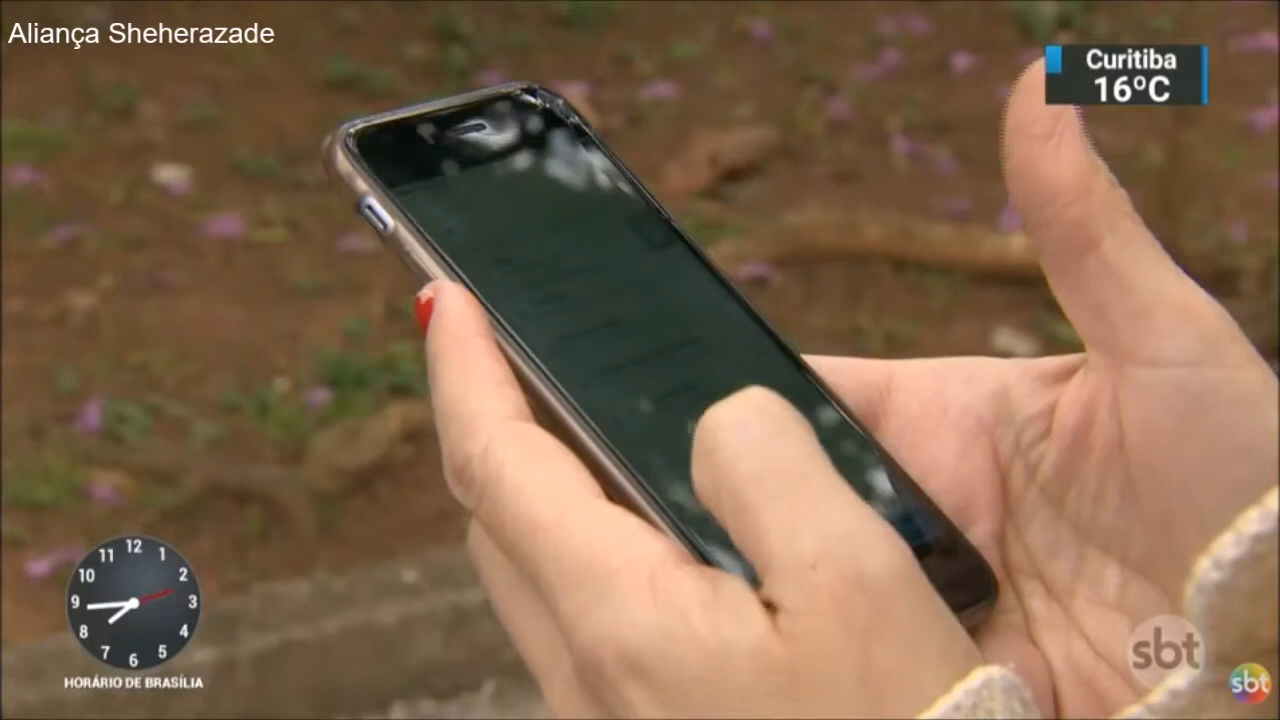 Aliança Sheherazade
Curitiba
16ºC
12
11 1
10 2
9 3
8 4
7 5
6
HORÁRIO DE BRASÍLIA
sbt
sbt